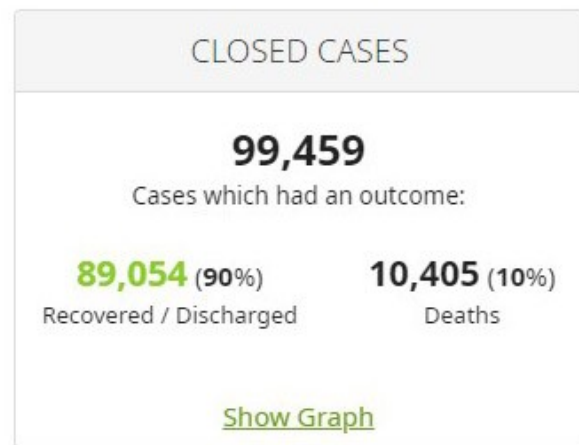 CLOSED CASES
99,459
Cases which had an outcome:
89,054 (90%)
Recovered / Discharged
10,405 (10%)
Deaths
Show Graph